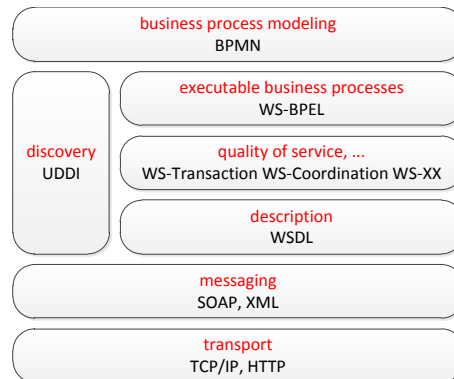 business process modeling
BPMN
discovery
UDDI
executable business processes
WS-BPEL
quality of service, ...
WS-Transaction WS-Coordination WS-XX
description
WSDL
messaging
SOAP, XML
transport
TCP/IP, HTTP